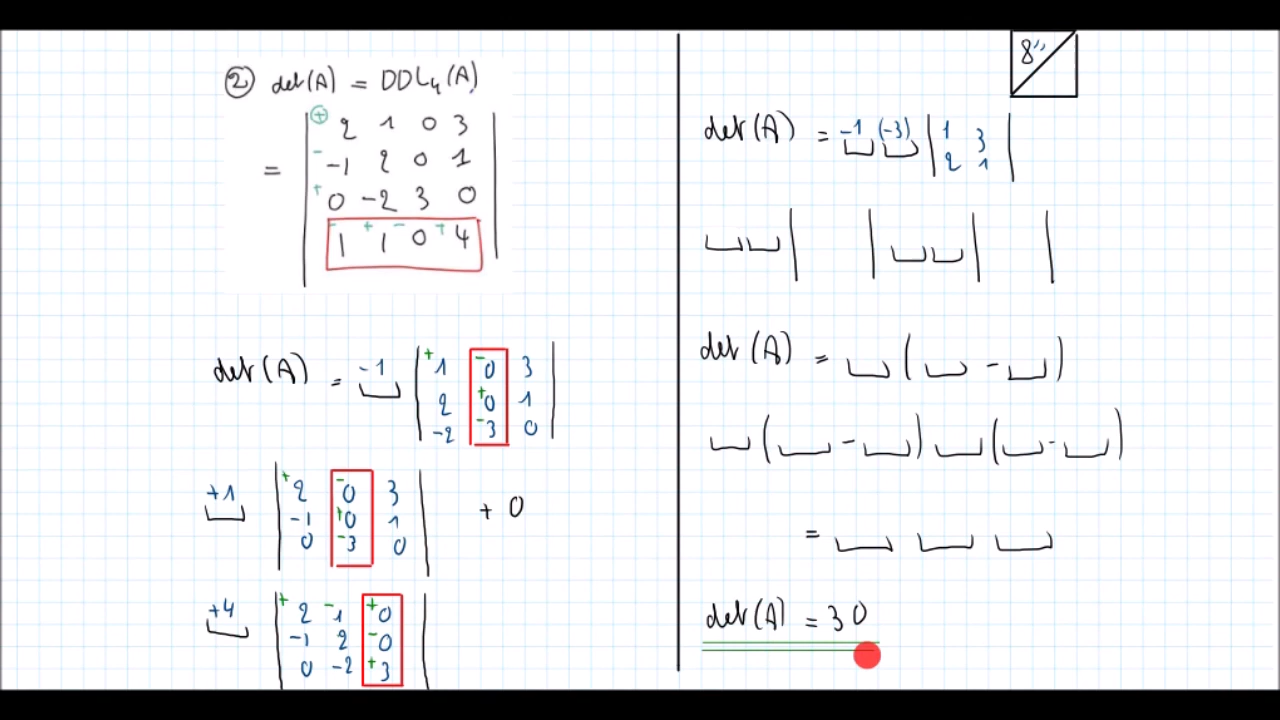 ② det(A) = DDL₄(A)
| ⊕ 2 1 0 3 |
= | - -1 2 0 1 |
| + 0 -2 3 0 |
| - 1 + 1 - 0 + 4 |
det(A) = -1 | + 1 - 0 3 |
| 2 + 0 1 |
| -2 - 3 0 |
+1 | + 2 - 0 3 | + 0
| -1 + 0 1 |
| 0 - 3 0 |
+4 | + 2 - 1 + 0 |
| -1 2 - 0 |
| 0 -2 + 3 |
8''
det(A) = -1 (-3) | 1 3 |
| 2 1 |
| | | |
det(A) = ( - )
( - ) ( - )
=
det(A) = 30